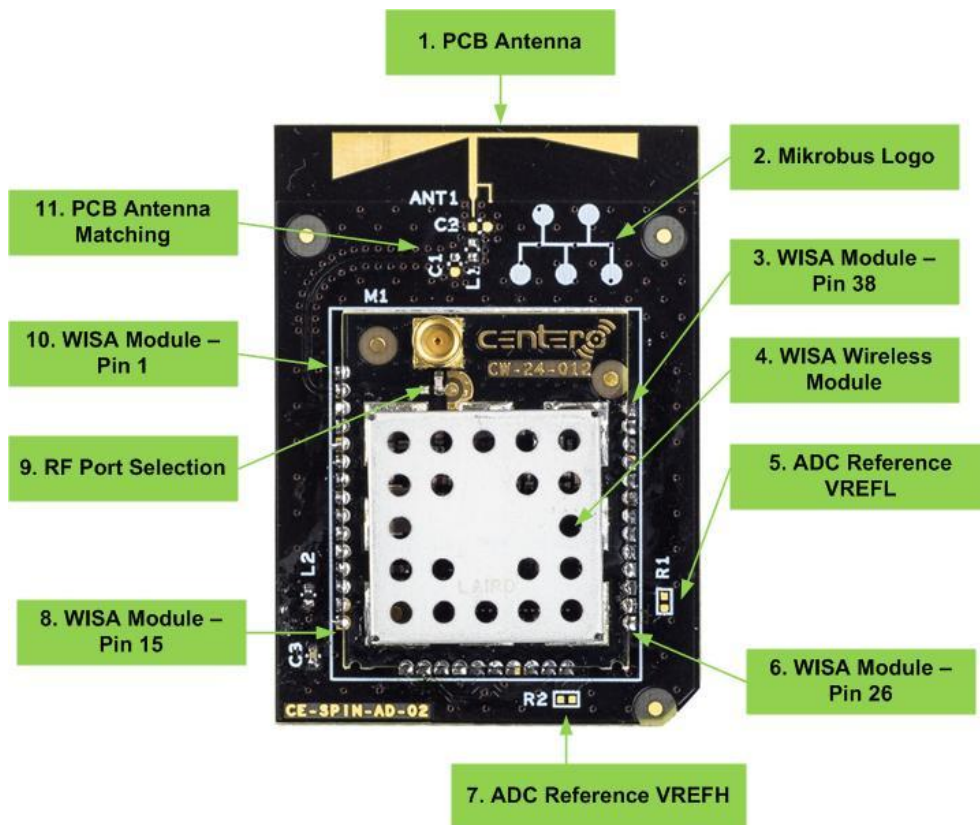 1. PCB Antenna
2. Mikrobus Logo
11. PCB Antenna
Matching
ANT1
C2
C1
L1
3. WISA Module –
Pin 38
M1
10. WISA Module –
Pin 1
centero
CW-24-012
4. WISA Wireless
Module
9. RF Port Selection
5. ADC Reference
VREFL
L2
LAIRD
R1
8. WISA Module –
Pin 15
C3
6. WISA Module –
Pin 26
R2
CE-SPIN-AD-02
7. ADC Reference VREFH